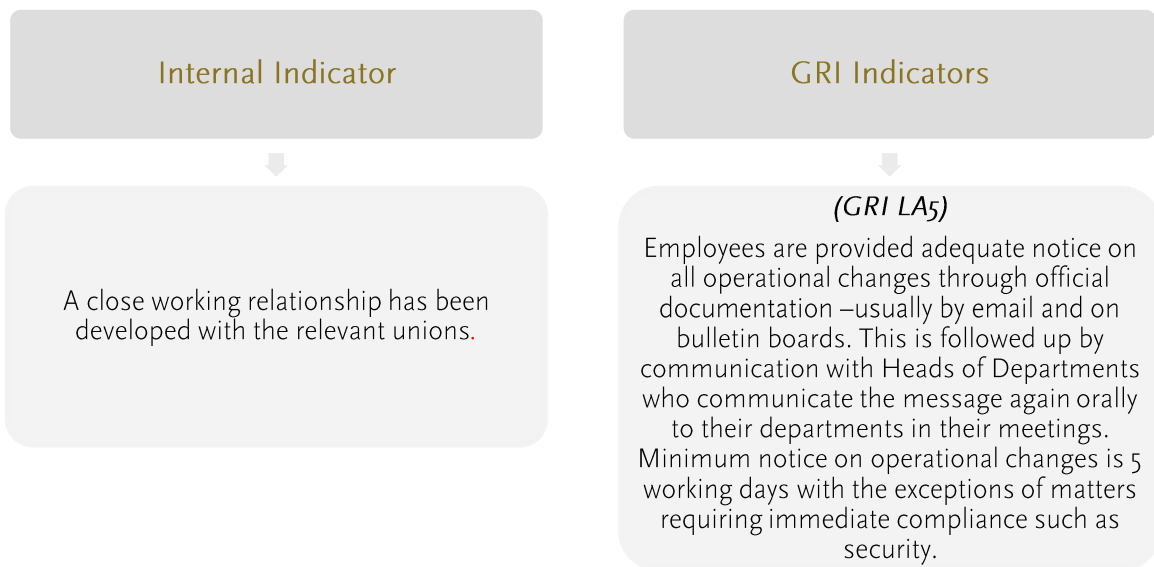 Internal Indicator
A close working relationship has been
developed with the relevant unions.
GRI Indicators
(GRI LA5)
Employees are provided adequate notice on
all operational changes through official
documentation –usually by email and on
bulletin boards. This is followed up by
communication with Heads of Departments
who communicate the message again orally
to their departments in their meetings.
Minimum notice on operational changes is 5
working days with the exceptions of matters
requiring immediate compliance such as
security.